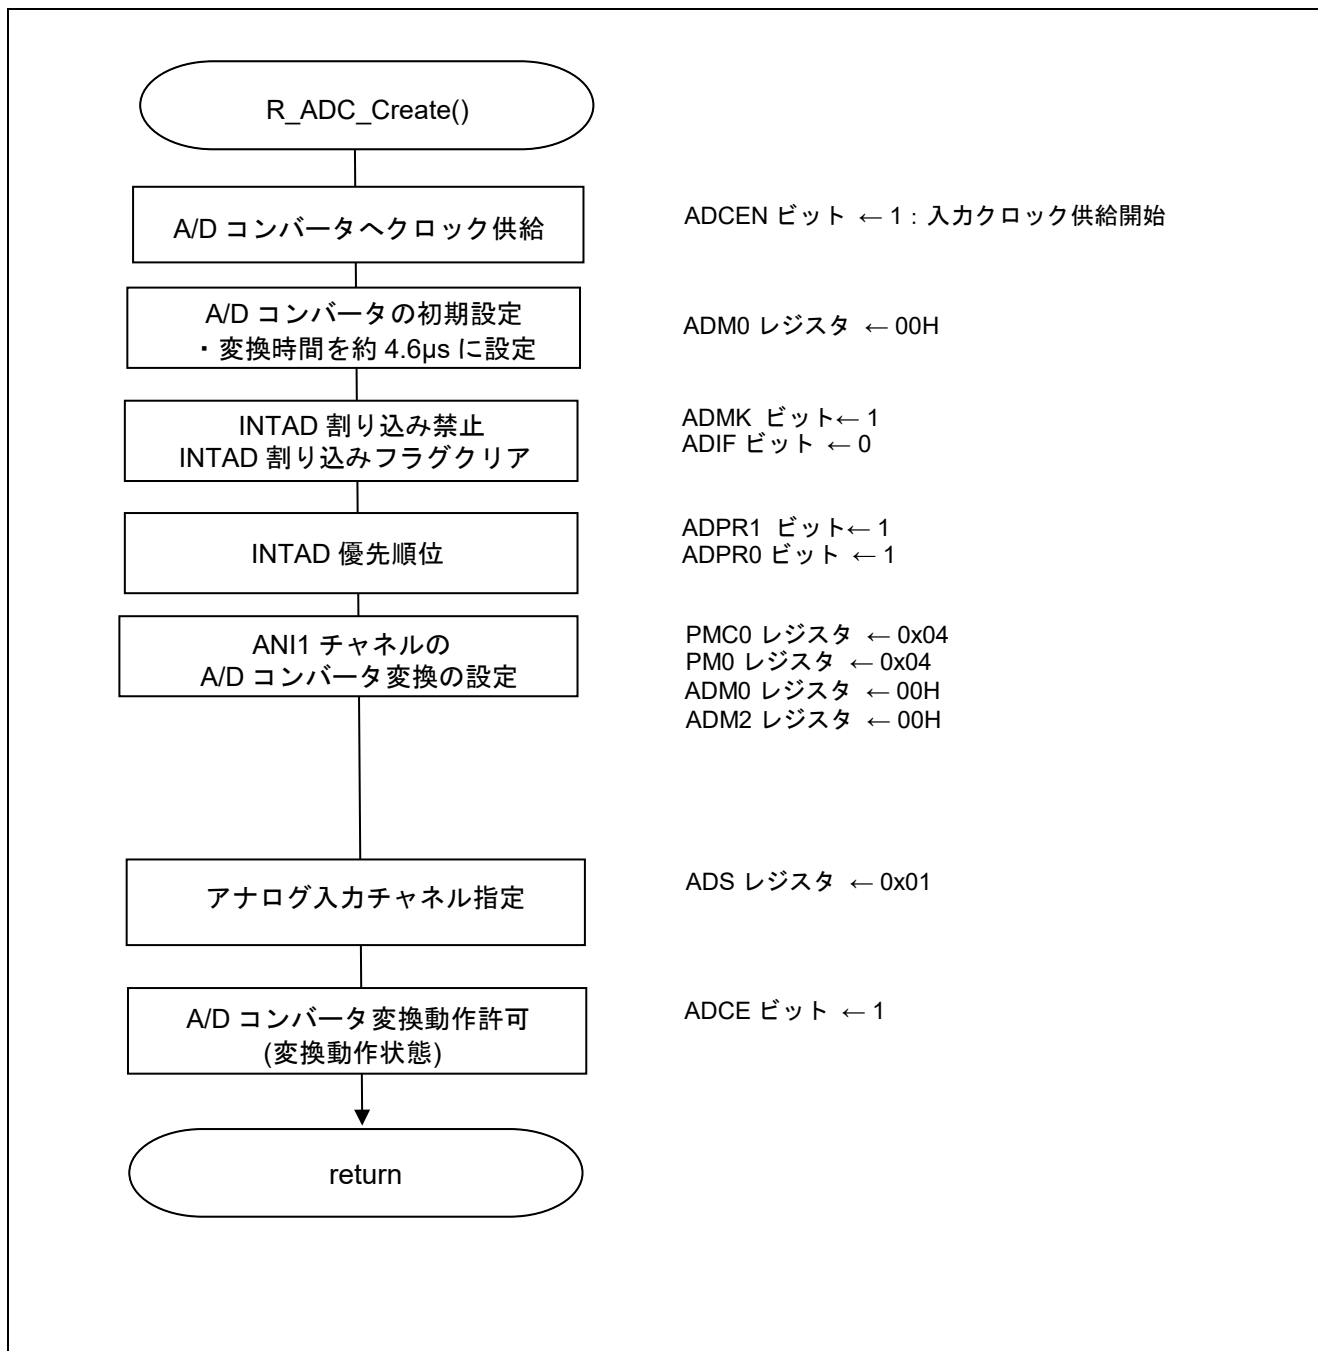 R_ADC_Create()
A/D コンバータへクロック供給
ADCEN ビット ← 1：入力クロック供給開始
A/D コンバータの初期設定
・変換時間を約 4.6μs に設定
ADM0 レジスタ ← 00H
INTAD 割り込み禁止
INTAD 割り込みフラグクリア
ADMK ビット← 1
ADIF ビット ← 0
INTAD 優先順位
ADPR1 ビット← 1
ADPR0 ビット ← 1
ANI1 チャネルの
A/D コンバータ変換の設定
PMC0 レジスタ ← 0x04
PM0 レジスタ ← 0x04
ADM0 レジスタ ← 00H
ADM2 レジスタ ← 00H
アナログ入力チャネル指定
ADS レジスタ ← 0x01
A/D コンバータ変換動作許可
(変換動作状態)
ADCE ビット ← 1
return